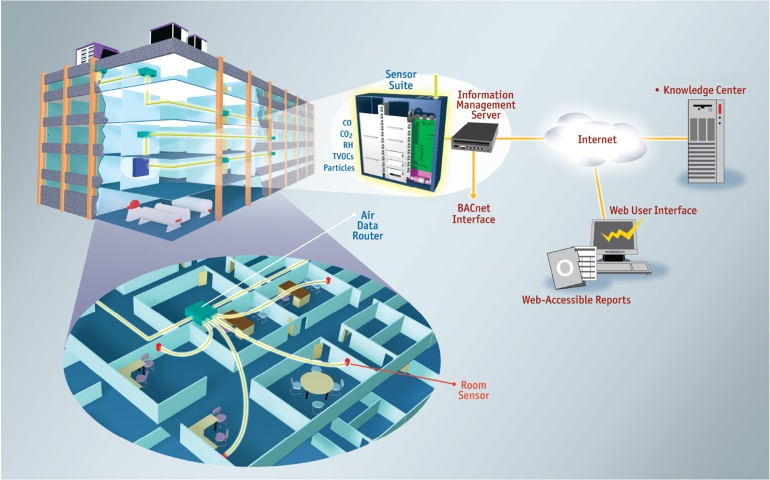 Sensor
Suite
CO
CO₂
RH
TVOCs
Particles
Information
Management
Server
BACnet
Interface
Internet
• Knowledge Center
Web User Interface
Web-Accessible Reports
Air
Data
Router
Room
Sensor